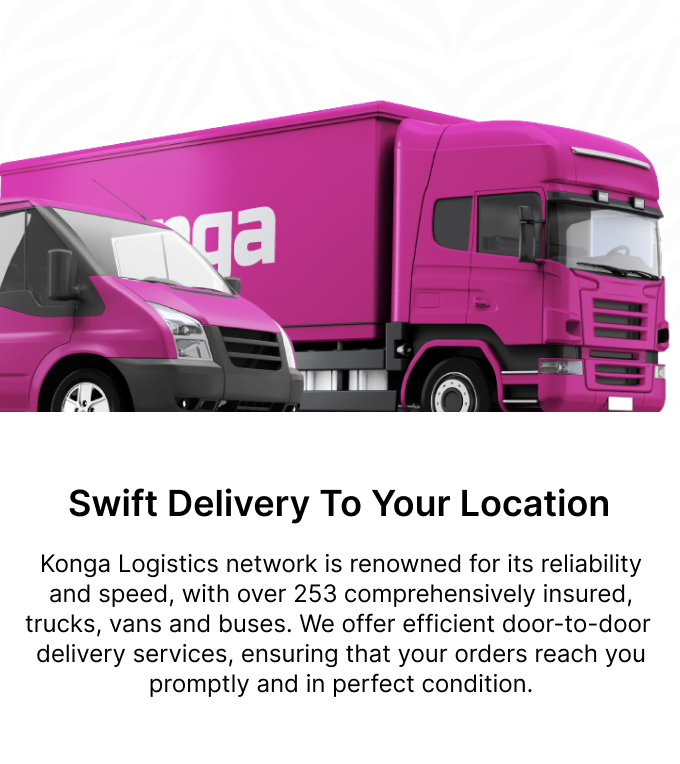 nga
Swift Delivery To Your Location
Konga Logistics network is renowned for its reliability
and speed, with over 253 comprehensively insured,
trucks, vans and buses. We offer efficient door-to-door
delivery services, ensuring that your orders reach you
promptly and in perfect condition.